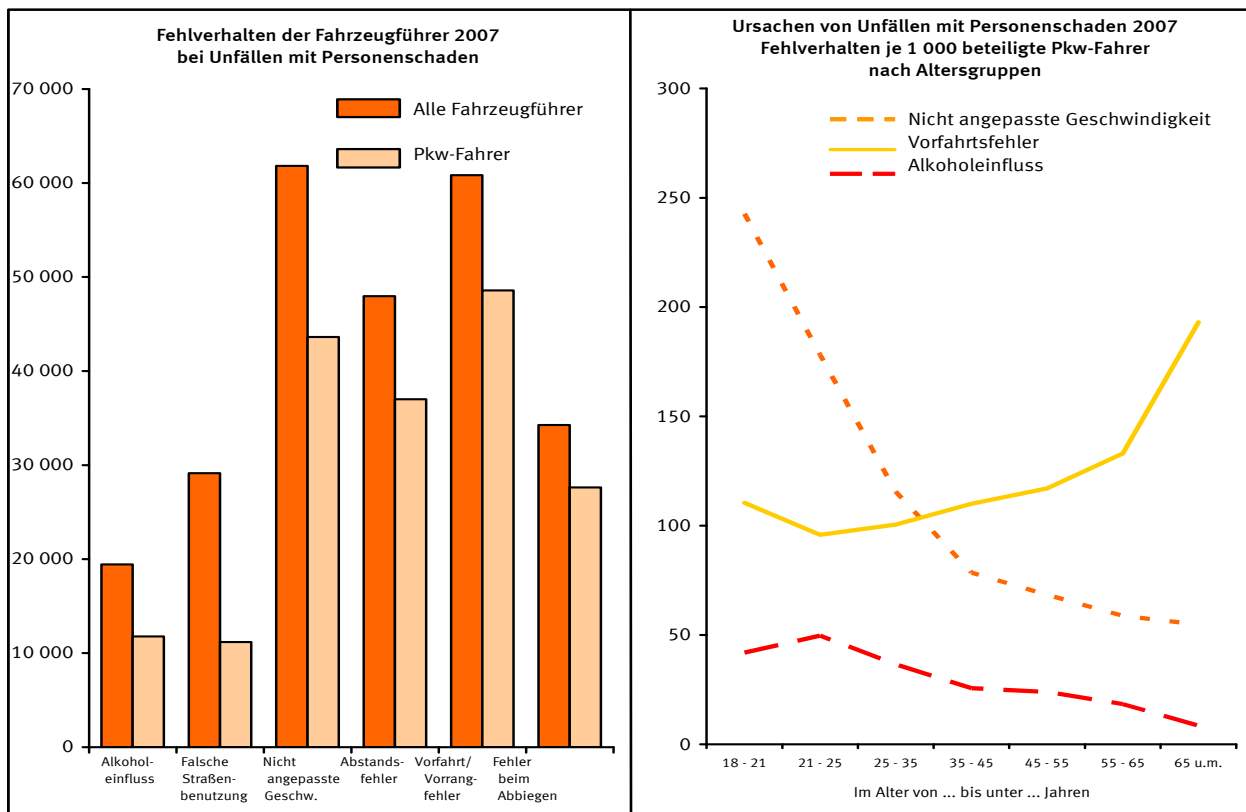 Fehlverhalten der Fahrzeugführer 2007
bei Unfällen mit Personenschaden
70 000
60 000
50 000
40 000
30 000
20 000
10 000
0
Alle Fahrzeugführer
Pkw-Fahrer
Alkohol-
einfluss
Falsche
Straßen-
benutzung
Nicht
angepasste
Geschw.
Abstands-
fehler
Vorfahrt/
Vorrang-
fehler
Fehler
beim
Abbiegen
Ursachen von Unfällen mit Personenschaden 2007
Fehlverhalten je 1 000 beteiligte Pkw-Fahrer
nach Altersgruppen
300
250
200
150
100
50
0
Nicht angepasste Geschwindigkeit
Vorfahrtsfehler
Alkoholeinfluss
18 - 21
21 - 25
25 - 35
35 - 45
45 - 55
55 - 65
65 u.m.
Im Alter von ... bis unter ... Jahren